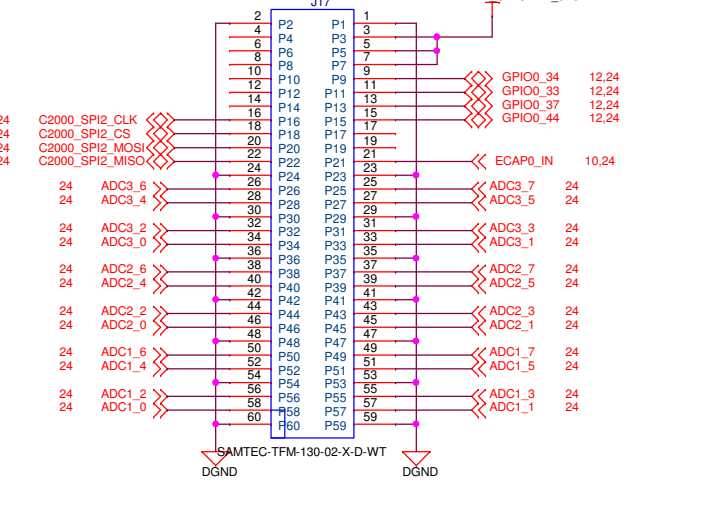 J17
2 P2 P1 1
4 P4 P3 3
6 P6 P5 5
8 P8 P7 7
10 P10 P9 9 GPIO0_34 12,24
12 P12 P11 11 GPIO0_33 12,24
14 P14 P13 13 GPIO0_37 12,24
24 C2000_SPI2_CLK 16 P16 P15 15 GPIO0_44 12,24
C2000_SPI2_CS 18 P18 P17 17
24 C2000_SPI2_MOSI 20 P20 P19 19
24 C2000_SPI2_MISO 22 P22 P21 21 ECAP0_IN 10,24
24 P24 P23 23
24 ADC3_6 26 P26 P25 25 ADC3_7 24
24 ADC3_4 28 P28 P27 27 ADC3_5 24
30 P30 P29 29
24 ADC3_2 32 P32 P31 31 ADC3_3 24
24 ADC3_0 34 P34 P33 33 ADC3_1 24
36 P36 P35 35
24 ADC2_6 38 P38 P37 37 ADC2_7 24
24 ADC2_4 40 P40 P39 39 ADC2_5 24
42 P42 P41 41
24 ADC2_2 44 P44 P43 43 ADC2_3 24
24 ADC2_0 46 P46 P45 45 ADC2_1 24
48 P48 P47 47
24 ADC1_6 50 P50 P49 49 ADC1_7 24
24 ADC1_4 52 P52 P51 51 ADC1_5 24
54 P54 P53 53
24 ADC1_2 56 P56 P55 55 ADC1_3 24
24 ADC1_0 58 P58 P57 57 ADC1_1 24
60 P60 P59 59
SAMTEC-TFM-130-02-X-D-WT
DGND DGND